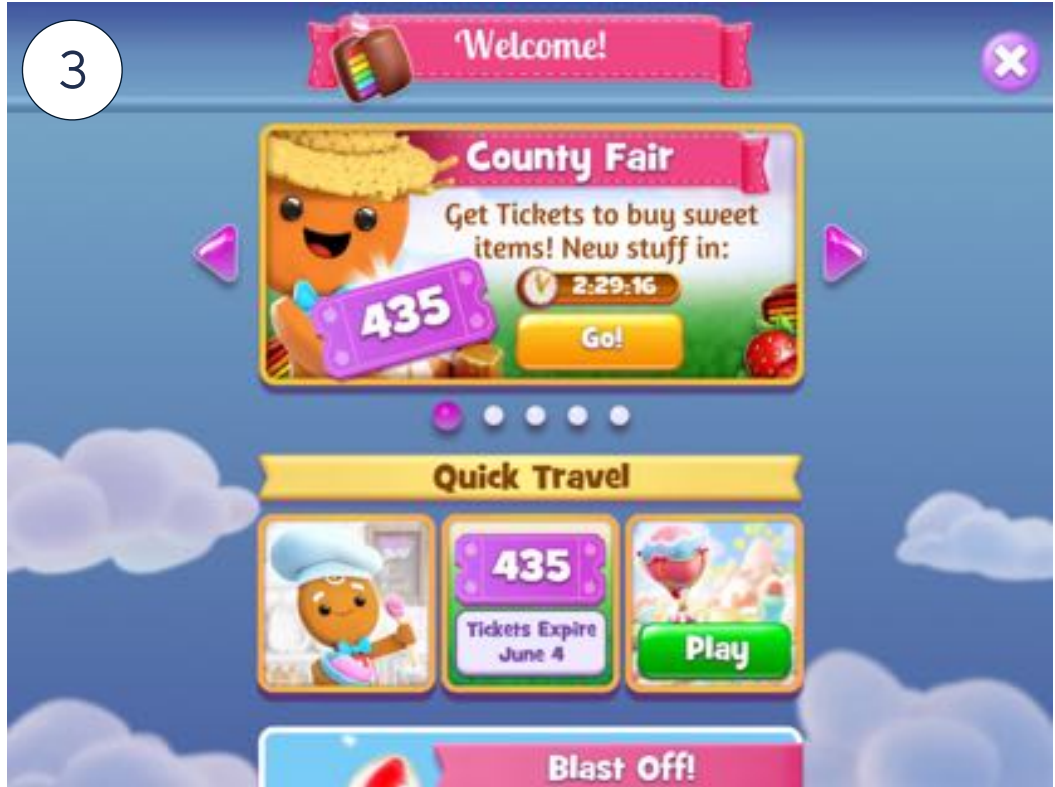 3
Welcome!
County Fair
Get Tickets to buy sweet
items! New stuff in:
2:29:16
435
Go!
Quick Travel
435
Tickets Expire
June 4
Play
Blast Off!